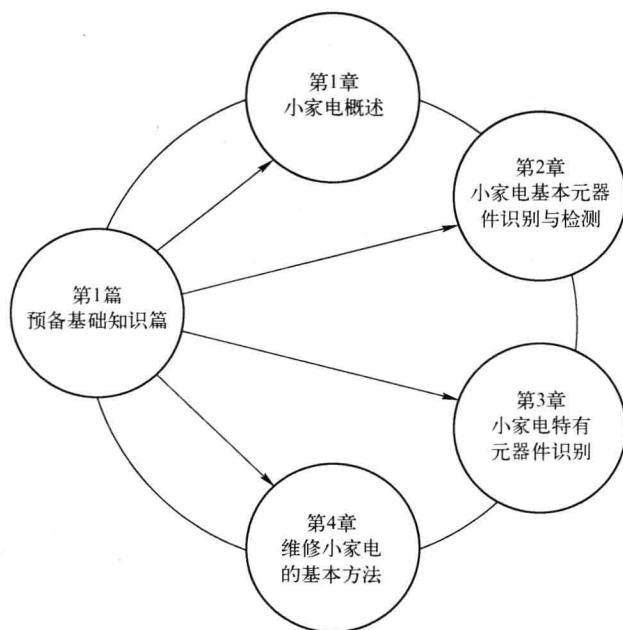 第1章
小家电概述
第2章
小家电基本元器
件识别与检测
第1篇
预备基础知识篇
第3章
小家电特有
元器件识别
第4章
维修小家电
的基本方法